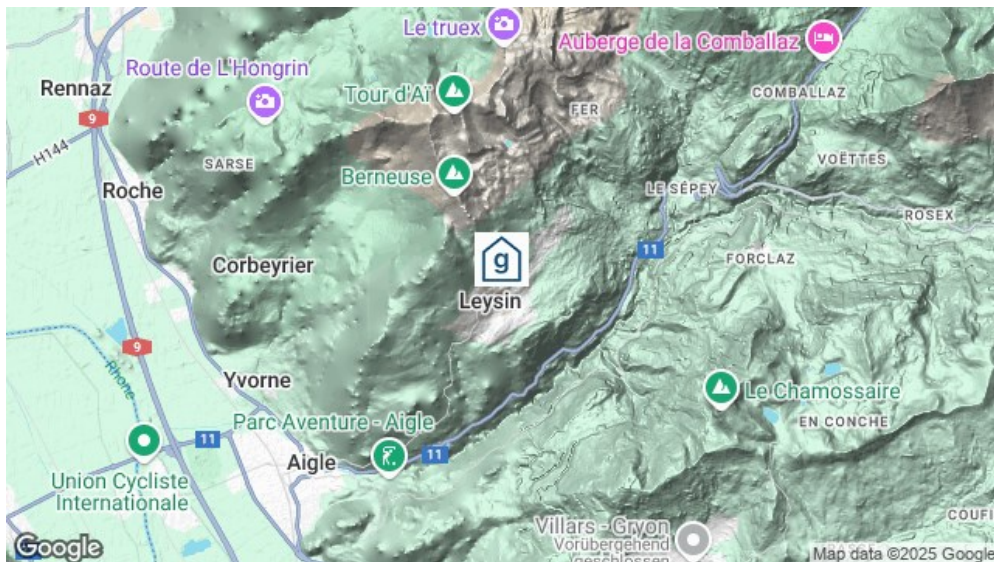 Le truex
Auberge de la Comballaz
9
Route de L'Hongrin
Rennaz
Tour d'Aï
COMBALLAZ
FER
9
H144
SARSE
VOËTTES
Berneuse
LE SÉPEY
Roche
ROSEX
11
FORCLAZ
g
Corbeyrier
Leysin
9
Rhone
Yvorne
Le Chamossaire
Parc Aventure - Aigle
EN CONCHE
11
11
Aigle
Union Cycliste
Internationale
COUFI
Villars - Gryon
Vorübergehend
geschlossen
Google
Map data ©2025 Google